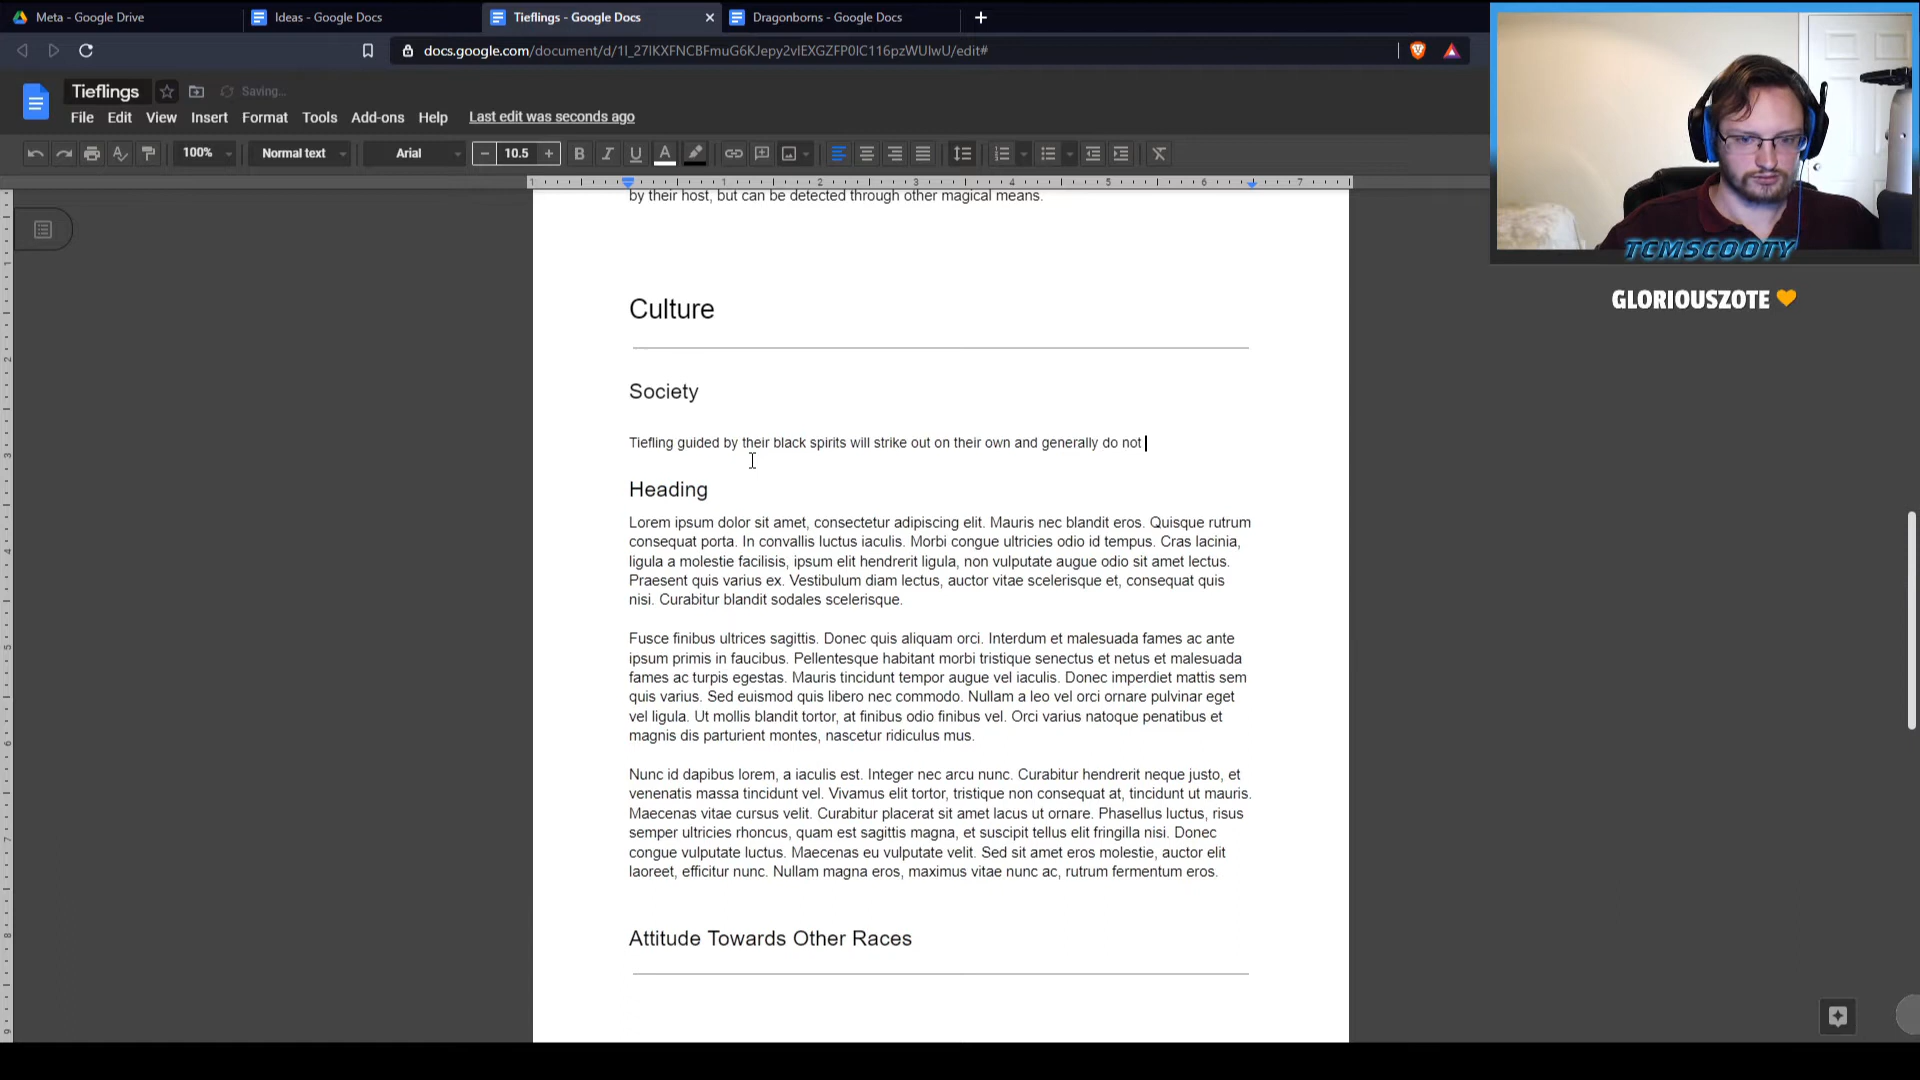 Meta - Google Drive
Ideas - Google Docs
Tieflings - Google Docs
Dragonborns - Google Docs
docs.google.com/document/d/1I_27IKXFNCBFmuG6KJepy2vlEXGZFP0IC116pzWUIwU/edit#
Tieflings
Saving...
File Edit View Insert Format Tools Add-ons Help Last edit was seconds ago
100% Normal text Arial 10.5
1 1 2 3 4 5 6 7
by their host, but can be detected through other magical means.
Culture
Society
Tiefling guided by their black spirits will strike out on their own and generally do not
Heading
Lorem ipsum dolor sit amet, consectetur adipiscing elit. Mauris nec blandit eros. Quisque rutrum
consequat porta. In convallis luctus iaculis. Morbi congue ultricies odio id tempus. Cras lacinia,
ligula a molestie facilisis, ipsum elit hendrerit ligula, non vulputate augue odio sit amet lectus.
Praesent quis varius ex. Vestibulum diam lectus, auctor vitae scelerisque et, consequat quis
nisi. Curabitur blandit sodales scelerisque.
Fusce finibus ultrices sagittis. Donec quis aliquam orci. Interdum et malesuada fames ac ante
ipsum primis in faucibus. Pellentesque habitant morbi tristique senectus et netus et malesuada
fames ac turpis egestas. Mauris tincidunt tempor augue vel iaculis. Donec imperdiet mattis sem
quis varius. Sed euismod quis libero nec commodo. Nullam a leo vel orci ornare pulvinar eget
vel ligula. Ut mollis blandit tortor, at finibus odio finibus vel. Orci varius natoque penatibus et
magnis dis parturient montes, nascetur ridiculus mus.
Nunc id dapibus lorem, a iaculis est. Integer nec arcu nunc. Curabitur hendrerit neque justo, et
venenatis massa tincidunt vel. Vivamus elit tortor, tristique non consequat at, tincidunt ut mauris.
Maecenas vitae cursus velit. Curabitur placerat sit amet lacus ut ornare. Phasellus luctus, risus
semper ultricies rhoncus, quam est sagittis magna, et suscipit tellus elit fringilla nisi. Donec
congue vulputate luctus. Maecenas eu vulputate velit. Sed sit amet eros molestie, auctor elit
laoreet, efficitur nunc. Nullam magna eros, maximus vitae nunc ac, rutrum fermentum eros.
Attitude Towards Other Races
TCMSCOOTY
GLORIOUSZOTE 🧡